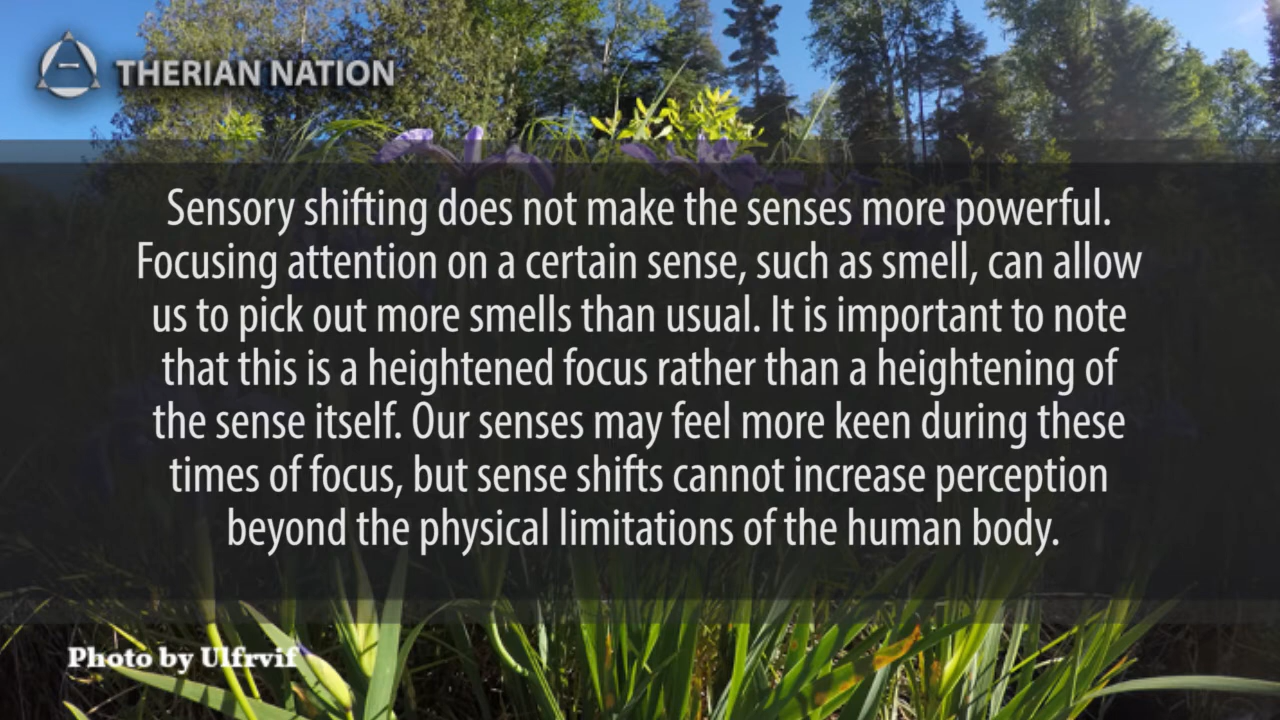 THERIAN NATION
Sensory shifting does not make the senses more powerful.
Focusing attention on a certain sense, such as smell, can allow
us to pick out more smells than usual. It is important to note
that this is a heightened focus rather than a heightening of
the sense itself. Our senses may feel more keen during these
times of focus, but sense shifts cannot increase perception
beyond the physical limitations of the human body.
Photo by Ulfrvif